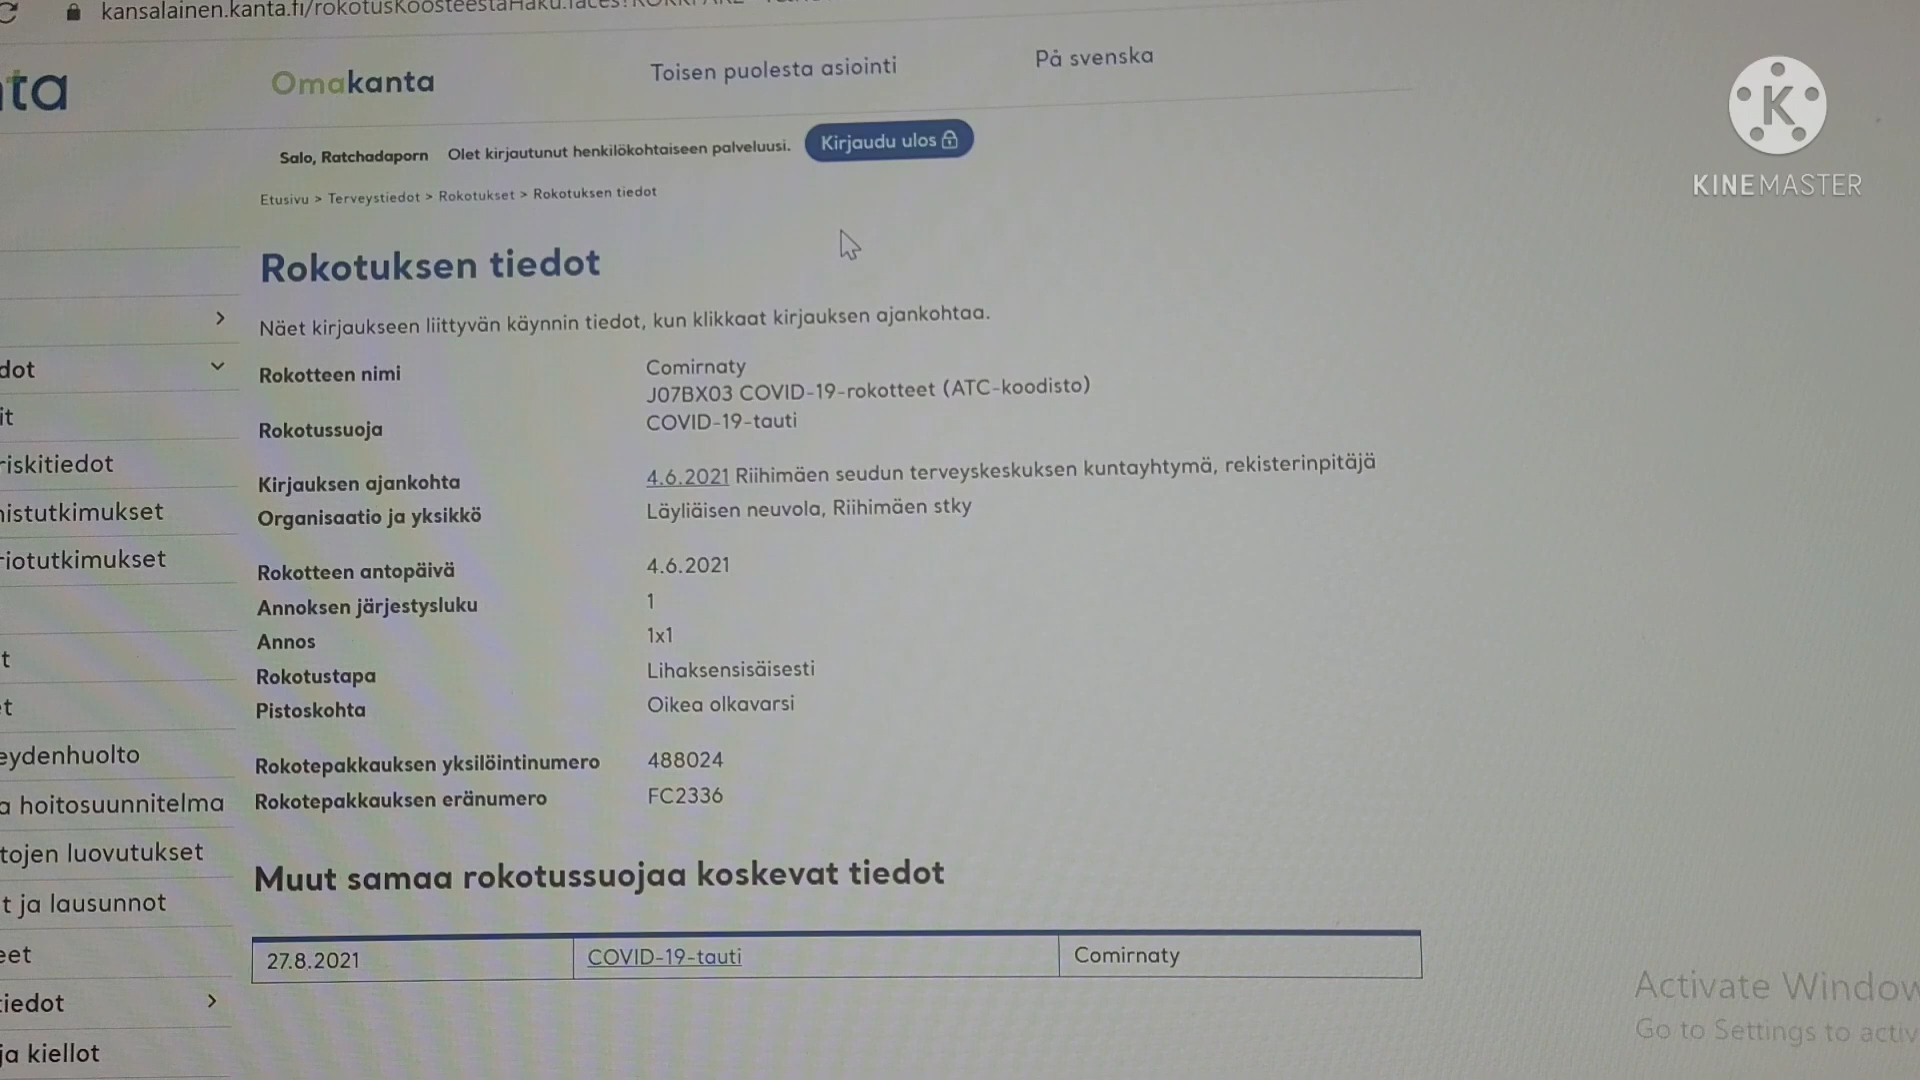 kansalainen.kanta.fi/rokotusKoosteestaHaku.faces?
ta
Omakanta
Toisen puolesta asiointi
På svenska
Salo, Ratchadaporn Olet kirjautunut henkilökohtaiseen palveluusi. Kirjaudu ulos
Etusivu > Terveystiedot > Rokotukset > Rokotuksen tiedot
KINEMASTER
Rokotuksen tiedot
Näet kirjaukseen liittyvän käynnin tiedot, kun klikkaat kirjauksen ajankohtaa.
Rokotteen nimi Comirnaty
J07BX03 COVID-19-rokotteet (ATC-koodisto)
Rokotussuoja COVID-19-tauti
Kirjauksen ajankohta 4.6.2021 Riihimäen seudun terveyskeskuksen kuntayhtymä, rekisterinpitäjä
Organisaatio ja yksikkö Läyliäisen neuvola, Riihimäen stky
Rokotteen antopäivä 4.6.2021
Annoksen järjestysluku 1
Annos 1x1
Rokotustapa Lihaksensisäisesti
Pistoskohta Oikea olkavarsi
Rokotepakkauksen yksilöintinumero 488024
Rokotepakkauksen eränumero FC2336
Muut samaa rokotussuojaa koskevat tiedot
27.8.2021 COVID-19-tauti Comirnaty
dot
it
riskitiedot
nistutkimukset
riotutkimukset
t
t
eydenhuolto
a hoitosuunnitelma
tojen luovutukset
t ja lausunnot
eet
tiedot
ja kiellot
Activate Window
Go to Settings to activ